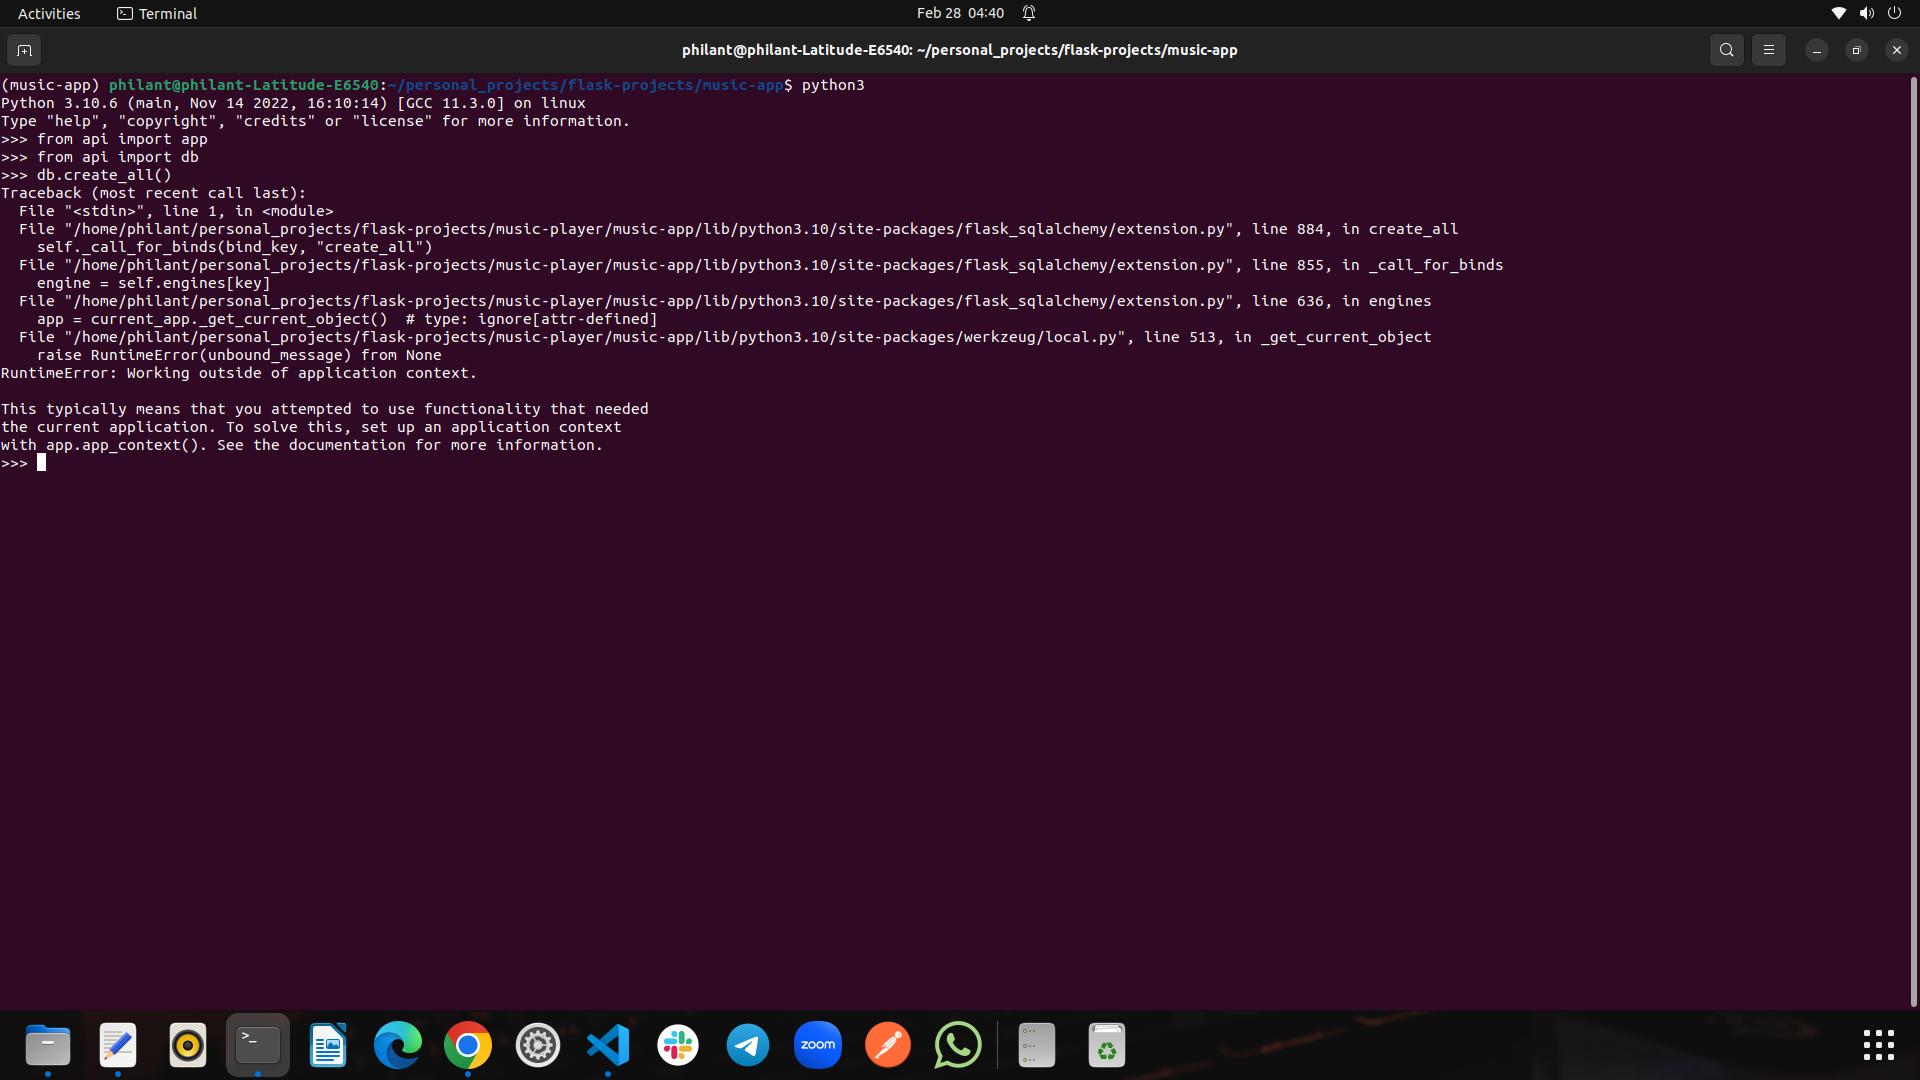 Activities Terminal Feb 28 04:40
philant@philant-Latitude-E6540: ~/personal_projects/flask-projects/music-app
(music-app) philant@philant-Latitude-E6540:~/personal_projects/flask-projects/music-app$ python3
Python 3.10.6 (main, Nov 14 2022, 16:10:14) [GCC 11.3.0] on linux
Type "help", "copyright", "credits" or "license" for more information.
>>> from api import app
>>> from api import db
>>> db.create_all()
Traceback (most recent call last):
  File "<stdin>", line 1, in <module>
  File "/home/philant/personal_projects/flask-projects/music-player/music-app/lib/python3.10/site-packages/flask_sqlalchemy/extension.py", line 884, in create_all
    self._call_for_binds(bind_key, "create_all")
  File "/home/philant/personal_projects/flask-projects/music-player/music-app/lib/python3.10/site-packages/flask_sqlalchemy/extension.py", line 855, in _call_for_binds
    engine = self.engines[key]
  File "/home/philant/personal_projects/flask-projects/music-player/music-app/lib/python3.10/site-packages/flask_sqlalchemy/extension.py", line 636, in engines
    app = current_app._get_current_object()  # type: ignore[attr-defined]
  File "/home/philant/personal_projects/flask-projects/music-player/music-app/lib/python3.10/site-packages/werkzeug/local.py", line 513, in _get_current_object
    raise RuntimeError(unbound_message) from None
RuntimeError: Working outside of application context.
This typically means that you attempted to use functionality that needed
the current application. To solve this, set up an application context
with app.app_context(). See the documentation for more information.
>>>
zoom